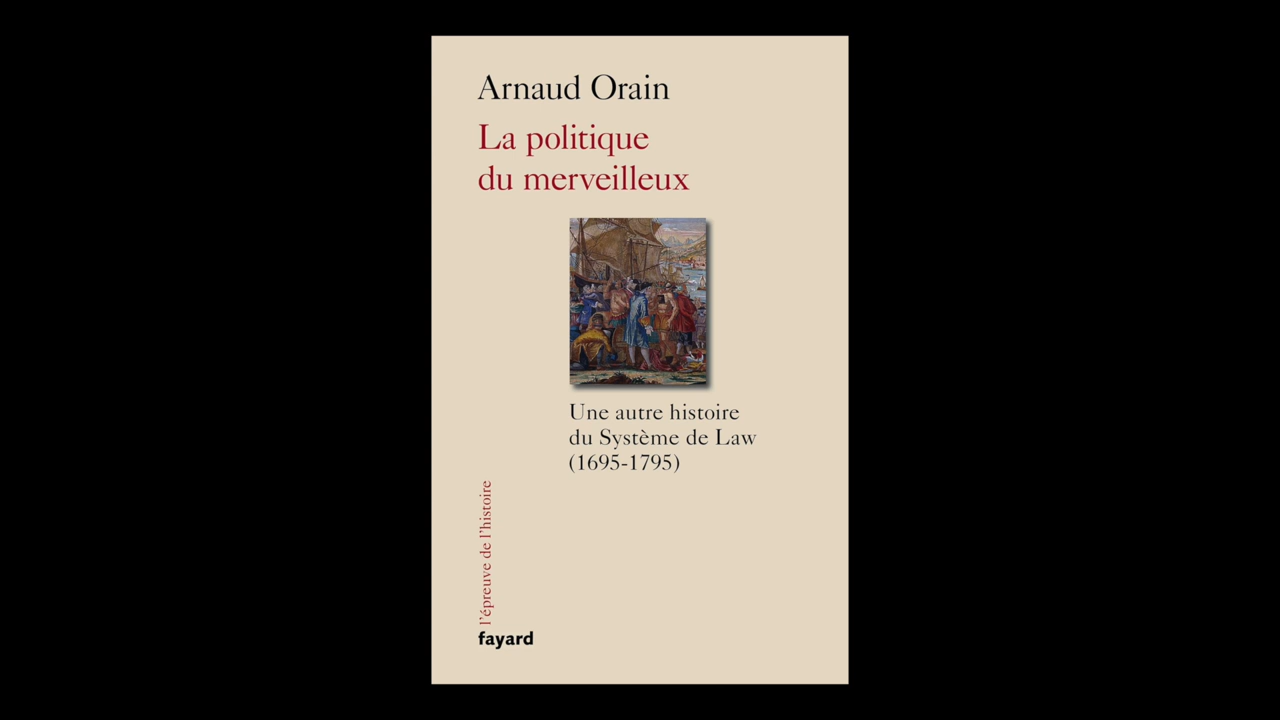 Arnaud Orain
La politique
du merveilleux
Une autre histoire
du Système de Law
(1695-1795)
l'épreuve de l'histoire
fayard